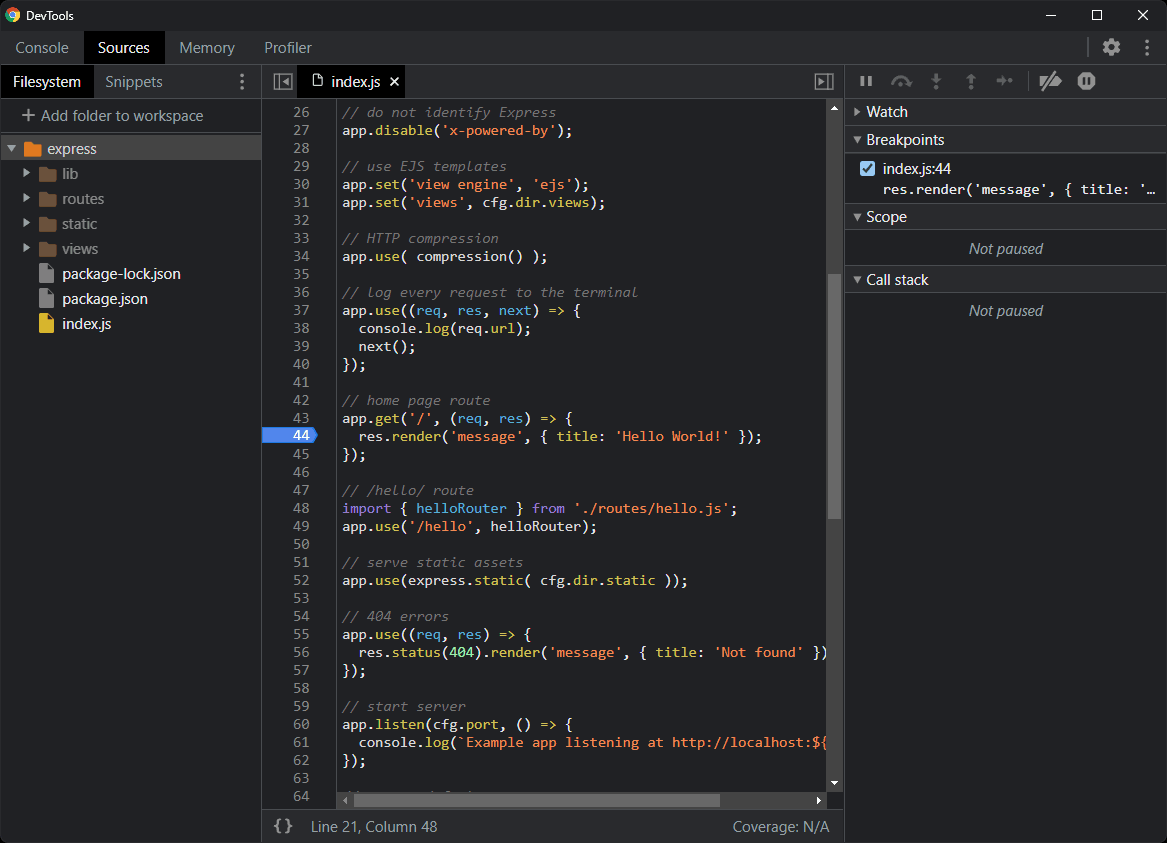 DevTools
Console Sources Memory Profiler
Filesystem Snippets
index.js
+ Add folder to workspace
express
lib
routes
static
views
package-lock.json
package.json
index.js
26 // do not identify Express
27 app.disable('x-powered-by');
28
29 // use EJS templates
30 app.set('view engine', 'ejs');
31 app.set('views', cfg.dir.views);
32
33 // HTTP compression
34 app.use( compression() );
35
36 // log every request to the terminal
37 app.use((req, res, next) => {
38 console.log(req.url);
39 next();
40 });
41
42 // home page route
43 app.get('/', (req, res) => {
44 res.render('message', { title: 'Hello World!' });
45 });
46
47 // /hello/ route
48 import { helloRouter } from './routes/hello.js';
49 app.use('/hello', helloRouter);
50
51 // serve static assets
52 app.use(express.static( cfg.dir.static ));
53
54 // 404 errors
55 app.use((req, res) => {
56 res.status(404).render('message', { title: 'Not found' })
57 });
58
59 // start server
60 app.listen(cfg.port, () => {
61 console.log(`Example app listening at http://localhost:${
62 });
63
64
{} Line 21, Column 48
Coverage: N/A
Watch
Breakpoints
index.js:44
res.render('message', { title: '…
Scope
Not paused
Call stack
Not paused